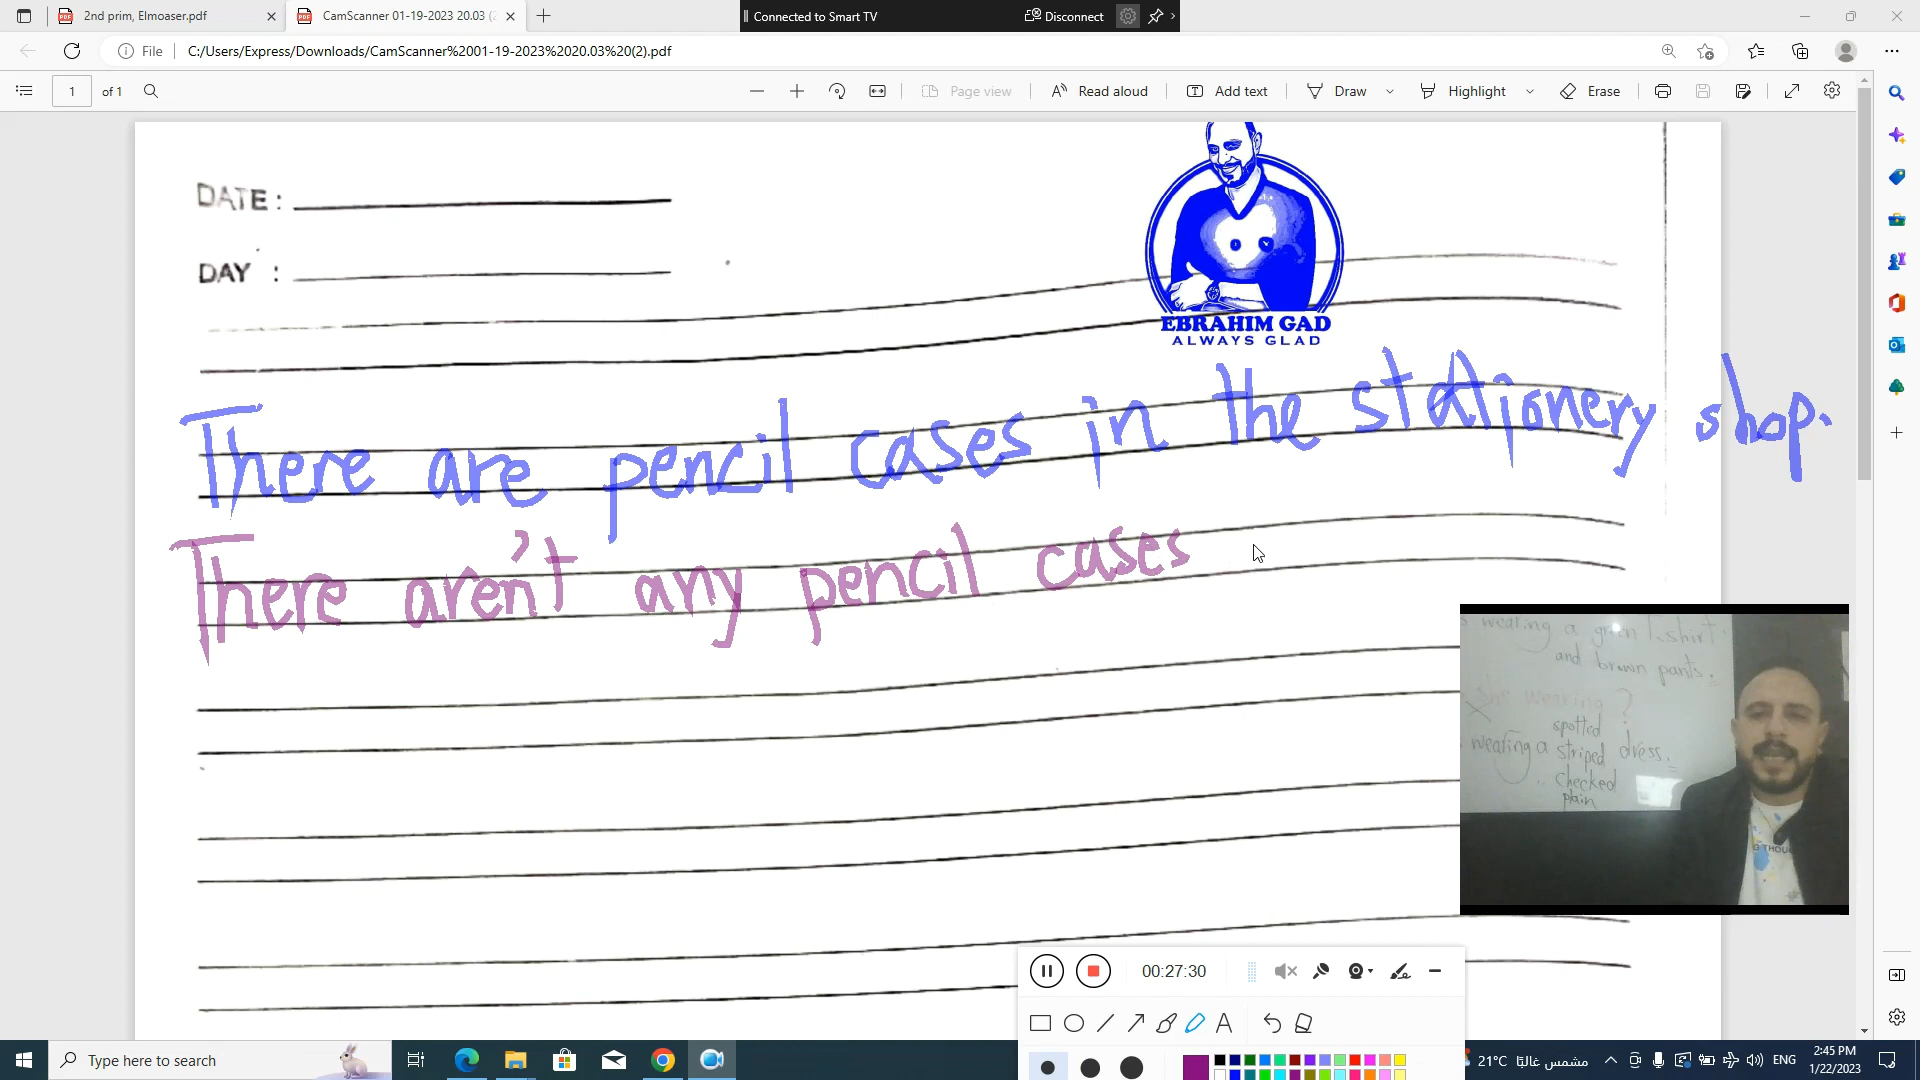 2nd prim, Elmoaser.pdf
CamScanner 01-19-2023 20.03 (
Connected to Smart TV
Disconnect
File
C:/Users/Express/Downloads/CamScanner%2001-19-2023%2020.03%20(2).pdf
1 of 1
Page view
Read aloud
Add text
Draw
Highlight
Erase
DATE :
DAY :
EBRAHIM GAD
ALWAYS GLAD
There are pencil cases in the stationery shop.
There aren't any pencil cases
wearing a green T.shirt
and brown pants.
she wearing ?
spotted
wearing a striped dress.
checked
plain
00:27:30
Type here to search
21°C مشمس غالبًا
ENG
2:45 PM
1/22/2023